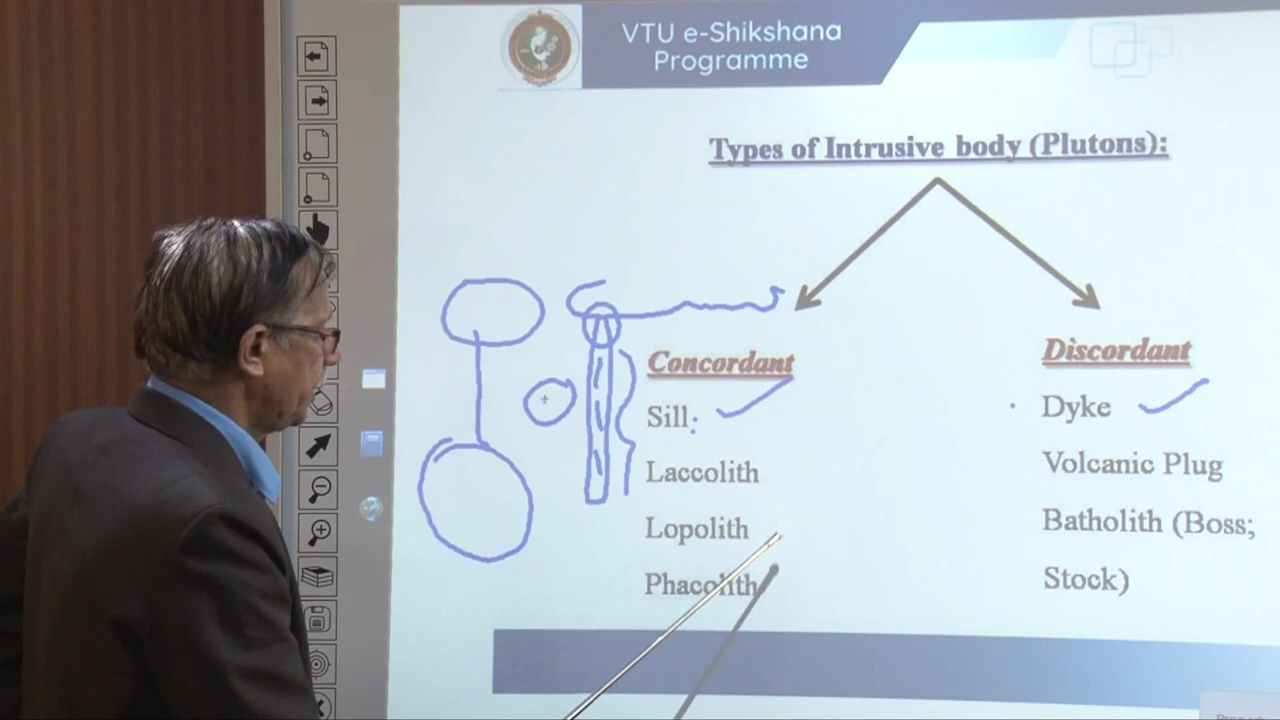 VTU e-Shikshana
Programme
Types of Intrusive body (Plutons):
Concordant
Sill
Laccolith
Lopolith
Phacolith
Discordant
Dyke
Volcanic Plug
Batholith (Boss;
Stock)